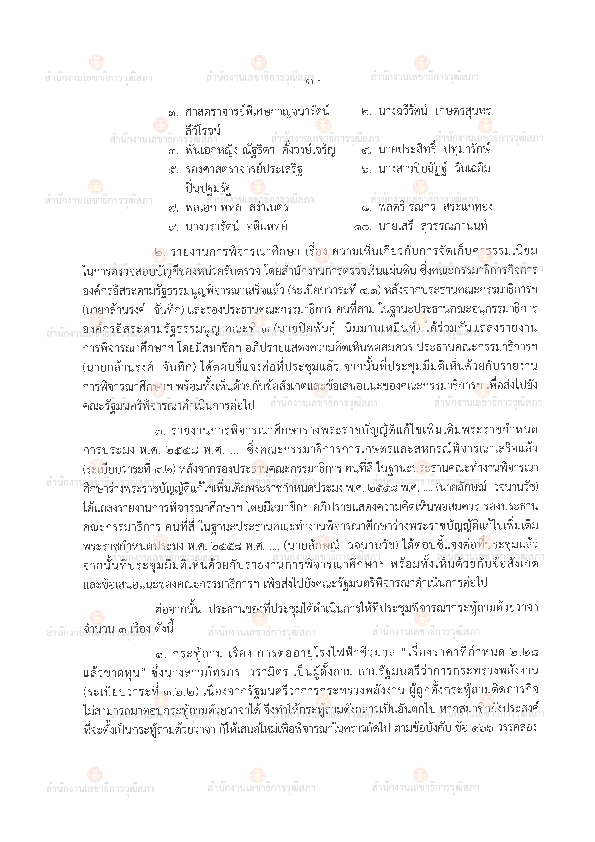 ๓ -
๑. ศาสตราจารย์พิเศษกาญจนารัตน์ ๒. นางฉวีรัตน์ เกษตรสุนทร
ลีวิโรจน์
๓. พันเอกหญิง ณัฐธิดา ตั้งวงษ์เจริญ ๔. นายประสิทธิ์ ปทุมารักษ์
๕. รองศาสตราจารย์ประเสริฐ ๖. นางสาวปิยฉัฏฐ์ วันเฉลิม
ปิ่นปฐมรัฐ
๗. พลเอก ๘. พลตรี
๙. ๑๐. นายเสรี สุวรรณภานนท์
๒. รายงานการพิจารณาศึกษา เรื่อง ความเห็นเกี่ยวกับการจัดเก็บค่าธรรมเนียม
ในการตรวจสอบบัญชีของหน่วยรับตรวจ โดยสำนักงานการตรวจเงินแผ่นดิน ซึ่งคณะกรรมาธิการกิจการ
องค์กรอิสระตามรัฐธรรมนูญพิจารณาเสร็จแล้ว (ระเบียบวาระที่ ๔.๑) หลังจากประธานคณะกรรมาธิการฯ
(นายกล้านรงค์ จันทิก) และรองประธานคณะกรรมาธิการ คนที่สาม ในฐานะประธานคณะอนุกรรมาธิการ
องค์กรอิสระตามรัฐธรรมนูญ คณะที่ ๓ (นายปัณพันธุ์ นิ่มมาณเหมินท์) ได้ร่วมกันแถลงรายงาน
การพิจารณาศึกษาฯ โดยมีสมาชิกฯ อภิปรายแสดงความคิดเห็นพอสมควร ประธานคณะกรรมาธิการฯ
(นายกล้านรงค์ จันทิก) ได้ตอบชี้แจงต่อที่ประชุมแล้ว จากนั้นที่ประชุมมีมติเห็นด้วยกับรายงาน
การพิจารณาศึกษาฯ พร้อมทั้งเห็นด้วยกับข้อสังเกตและข้อเสนอแนะของคณะกรรมาธิการฯ เพื่อส่งไปยัง
คณะรัฐมนตรีพิจารณาดำเนินการต่อไป
๓. รายงานการพิจารณาศึกษาร่างพระราชบัญญัติแก้ไขเพิ่มเติมพระราชกำหนด
การประมง พ.ศ. ๒๕๕๘ พ.ศ. .... ซึ่งคณะกรรมาธิการการเกษตรและสหกรณ์พิจารณาเสร็จแล้ว
(ระเบียบวาระที่ ๔.๒) หลังจากรองประธานคณะกรรมาธิการ คนที่สี่ ในฐานะประธานคณะทำงานพิจารณา
ศึกษาร่างพระราชบัญญัติแก้ไขเพิ่มเติมพระราชกำหนดประมง พ.ศ. ๒๕๕๘ พ.ศ. .... (นายลักษณ์ วจนานวัช)
ได้แถลงรายงานการพิจารณาศึกษาฯ โดยมีสมาชิกฯ อภิปรายแสดงความคิดเห็นพอสมควร รองประธาน
คณะกรรมาธิการ คนที่สี่ ในฐานะประธานคณะทำงานพิจารณาศึกษาร่างพระราชบัญญัติแก้ไขเพิ่มเติม
พระราชกำหนดประมง พ.ศ. ๒๕๕๘ พ.ศ. .... (นายลักษณ์ วจนานวัช) ได้ตอบชี้แจงต่อที่ประชุมแล้ว
จากนั้นที่ประชุมมีมติเห็นด้วยกับรายงานการพิจารณาศึกษาฯ พร้อมทั้งเห็นด้วยกับข้อสังเกต
และข้อเสนอแนะของคณะกรรมาธิการฯ เพื่อส่งไปยังคณะรัฐมนตรีพิจารณาดำเนินการต่อไป
ต่อจากนั้น ประธานของที่ประชุมได้ดำเนินการให้ที่ประชุมพิจารณากระทู้ถามด้วยวาจา
จำนวน ๓ เรื่อง ดังนี้
๑. กระทู้ถาม เรื่อง การต่ออายุโรงไฟฟ้าชีวมวล "เรื่องราคาที่กำหนด ๒.๒๘
แล้วขาดทุน" ซึ่งนางสาวภัทรภร วรามิตร เป็นผู้ตั้งถาม ถามรัฐมนตรีว่าการกระทรวงพลังงาน
(ระเบียบวาระที่ ๓.๒.๒) เนื่องจากรัฐมนตรีว่าการกระทรวงพลังงาน ผู้ถูกตั้งกระทู้ถามติดภารกิจ
ไม่สามารถมาตอบกระทู้ถามด้วยวาจาได้ จึงทำให้กระทู้ถามดังกล่าวเป็นอันตกไป หากสมาชิกยังประสงค์
ที่จะตั้งเป็นกระทู้ถามด้วยวาจา ก็ให้เสนอใหม่เพื่อพิจารณาในคราวถัดไป ตามข้อบังคับ ข้อ ๑๖๖ วรรคสอง
สำนักงานเลขาธิการวุฒิสภา